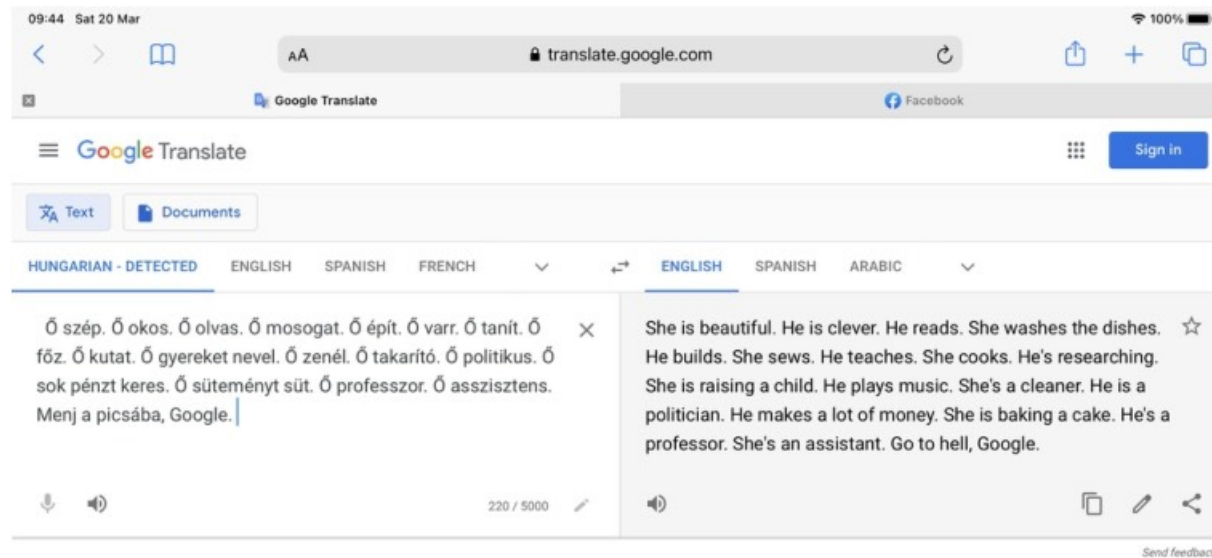 09:44 Sat 20 Mar
100%
AA
translate.google.com
Google Translate
Facebook
Google Translate
Sign in
Text
Documents
HUNGARIAN - DETECTED ENGLISH SPANISH FRENCH
ENGLISH SPANISH ARABIC
Ő szép. Ő okos. Ő olvas. Ő mosogat. Ő épít. Ő varr. Ő tanít. Ő
főz. Ő kutat. Ő gyereket nevel. Ő zenél. Ő takarító. Ő politikus. Ő
sok pénzt keres. Ő süteményt süt. Ő professzor. Ő asszisztens.
Menj a picsába, Google.
220 / 5000
She is beautiful. He is clever. He reads. She washes the dishes.
He builds. She sews. He teaches. She cooks. He's researching.
She is raising a child. He plays music. She's a cleaner. He is a
politician. He makes a lot of money. She is baking a cake. He's a
professor. She's an assistant. Go to hell, Google.
Send feedback